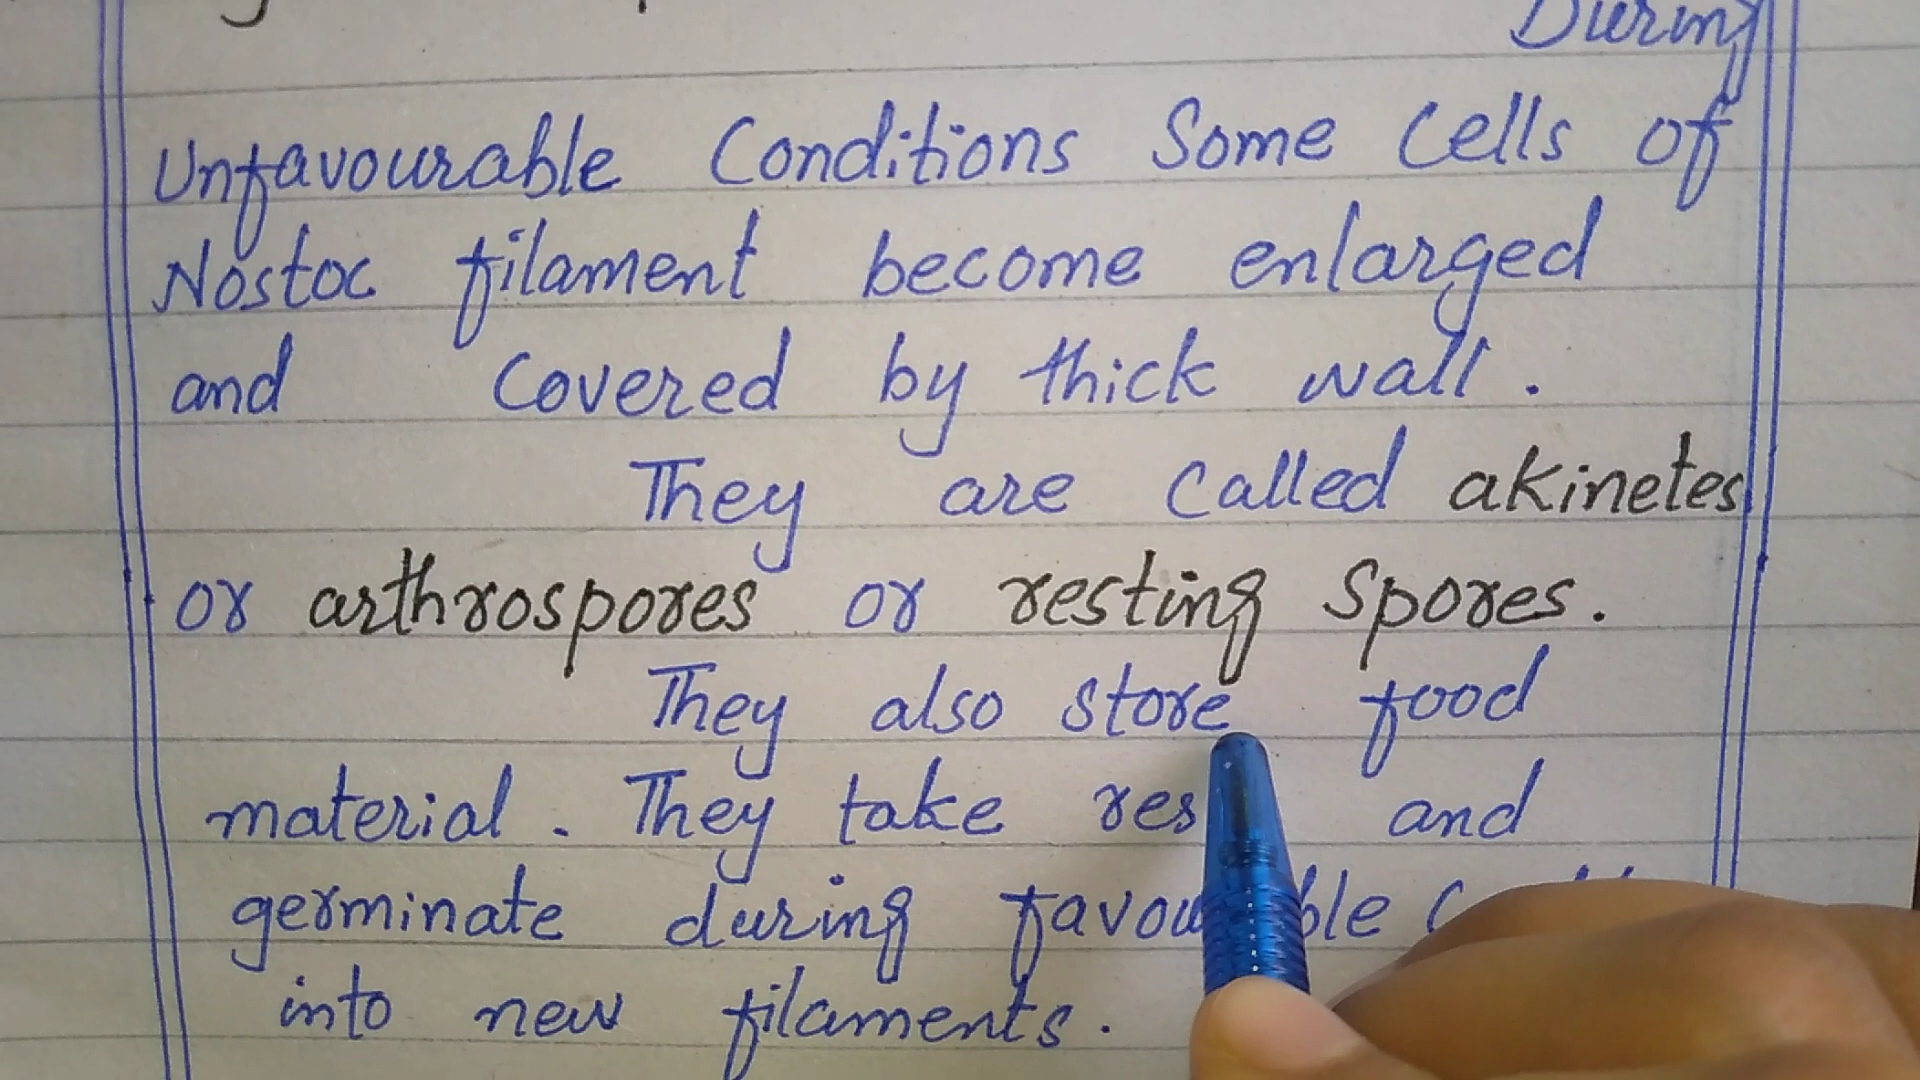 During
Unfavourable Conditions Some Cells of
Nostoc filament become enlarged
and Covered by thick wall.
They are called akinetes
or arthrospores or resting Spores.
They also store food
material. They take and
germinate during
into new filaments.